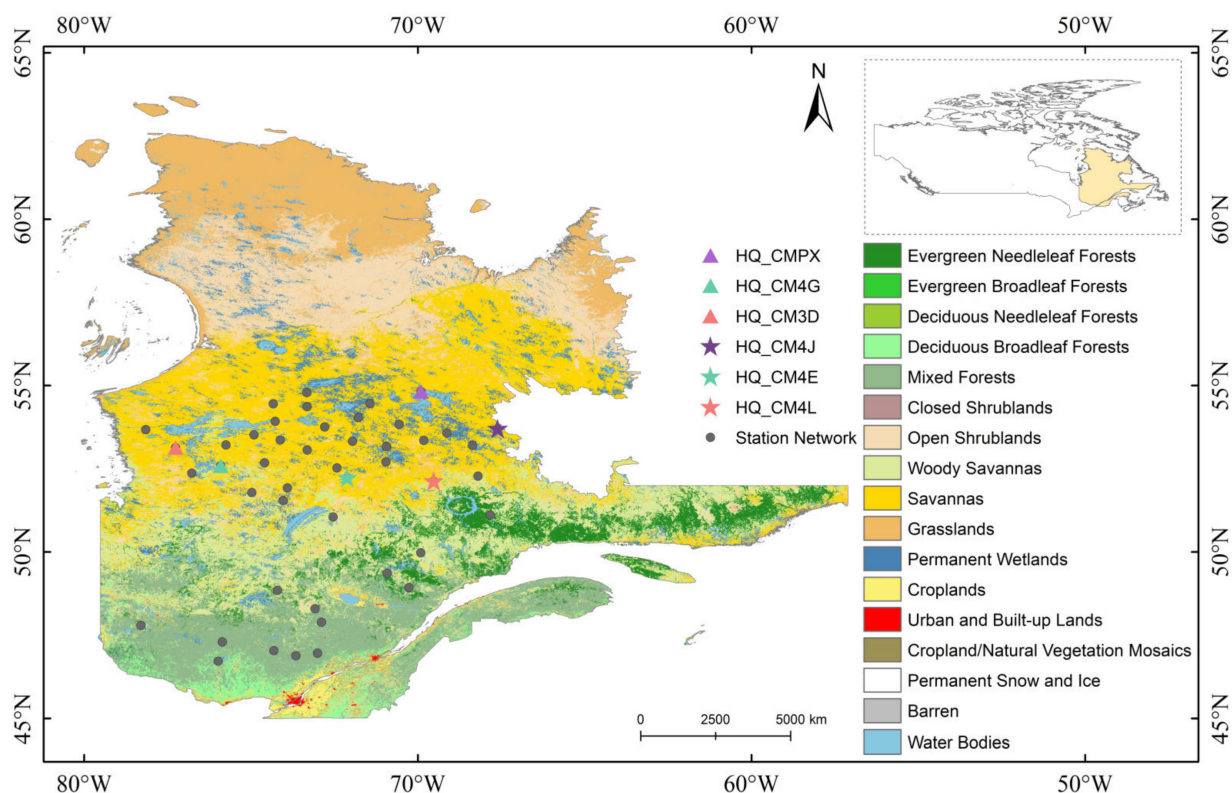 80°W 70°W 60°W 50°W
65°N 65°N
N
60°N 60°N
HQ_CMPX
HQ_CM4G
HQ_CM3D
HQ_CM4J
HQ_CM4E
HQ_CM4L
Station Network
Evergreen Needleleaf Forests
Evergreen Broadleaf Forests
Deciduous Needleleaf Forests
Deciduous Broadleaf Forests
Mixed Forests
Closed Shrublands
Open Shrublands
Woody Savannas
Savannas
Grasslands
Permanent Wetlands
Croplands
Urban and Built-up Lands
Cropland/Natural Vegetation Mosaics
Permanent Snow and Ice
Barren
Water Bodies
55°N 55°N
50°N 50°N
0 2500 5000 km
45°N 45°N
80°W 70°W 60°W 50°W